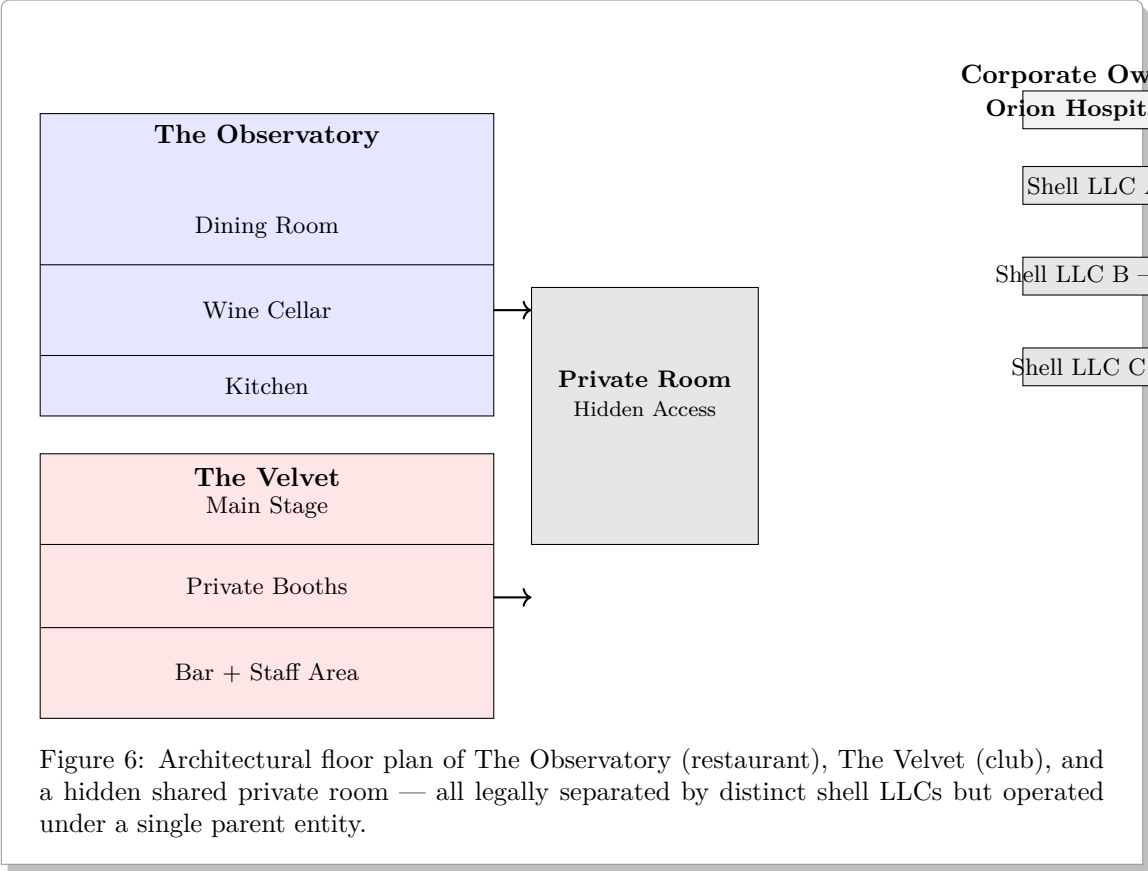 The Observatory
Dining Room
Wine Cellar
Kitchen
The Velvet
Main Stage
Private Booths
Bar + Staff Area
Private Room
Hidden Access
Corporate
Orion
Shell LLC
Shell LLC B –
Shell LLC C
Figure 6: Architectural floor plan of The Observatory (restaurant), The Velvet (club), and
a hidden shared private room — all legally separated by distinct shell LLCs but operated
under a single parent entity.